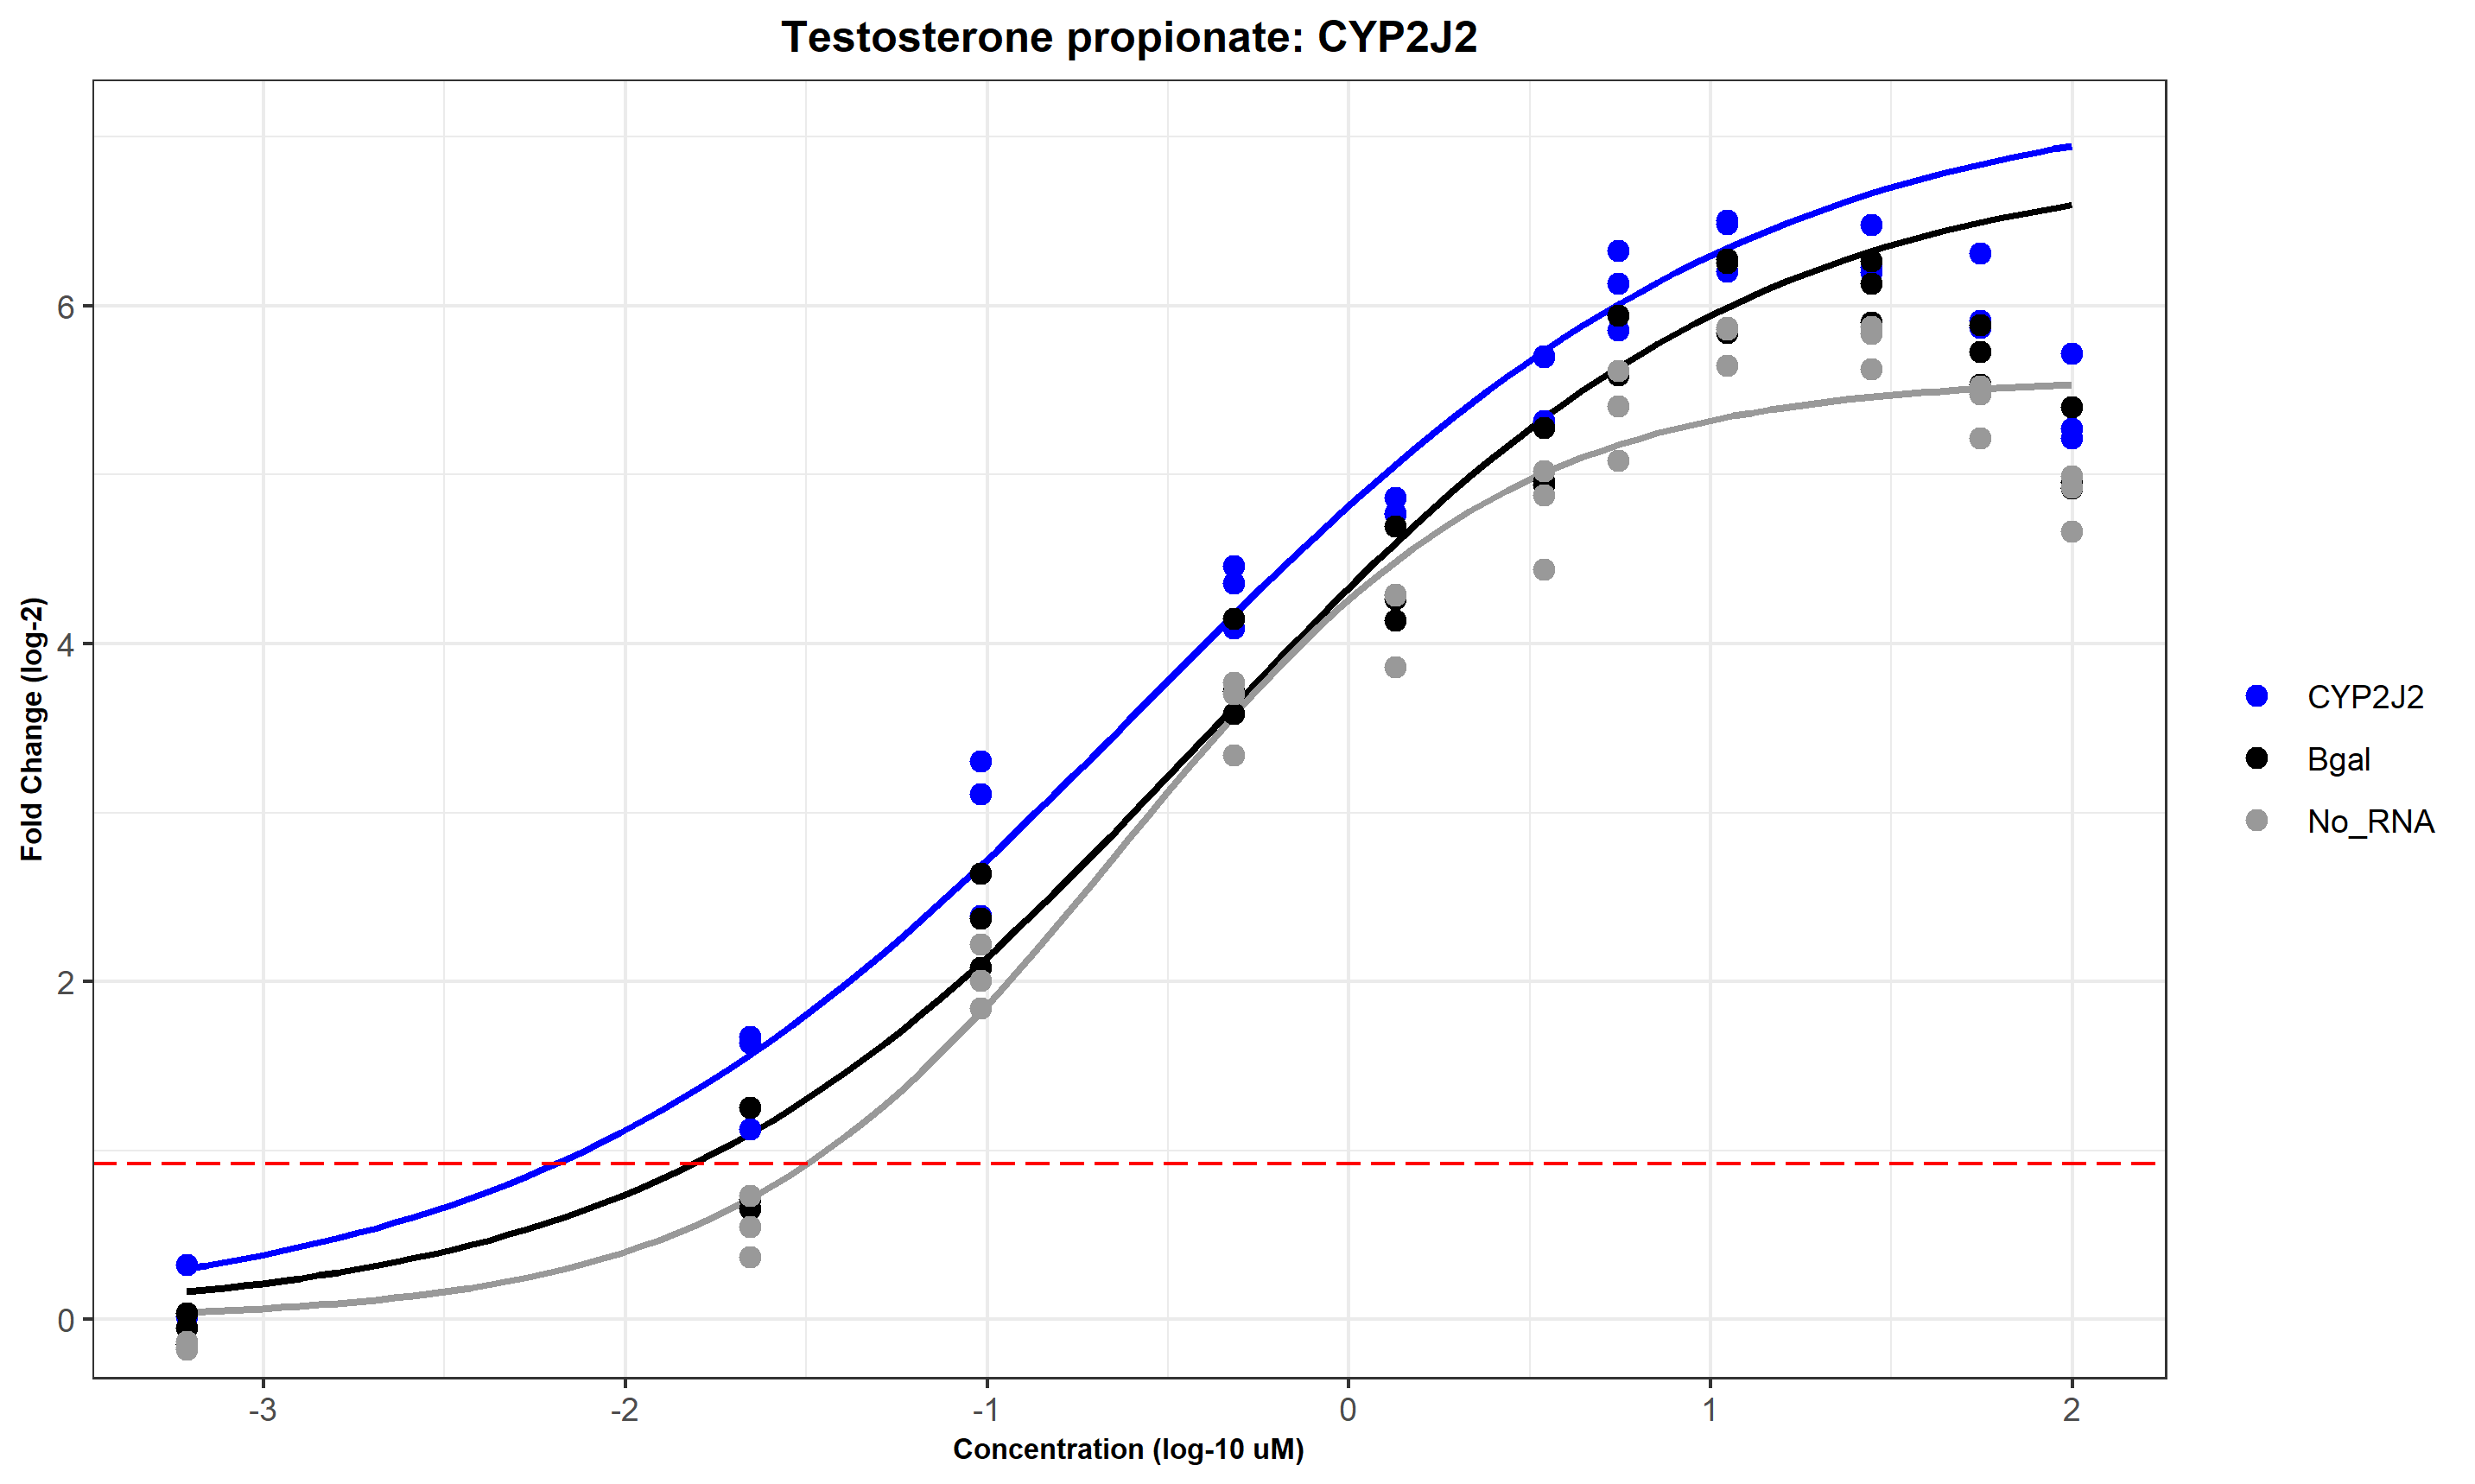 Testosterone propionate: CYP2J2
Fold Change (log-2)
6
4
2
0
-3 -2 -1 0 1 2
Concentration (log-10 uM)
CYP2J2
Bgal
No_RNA